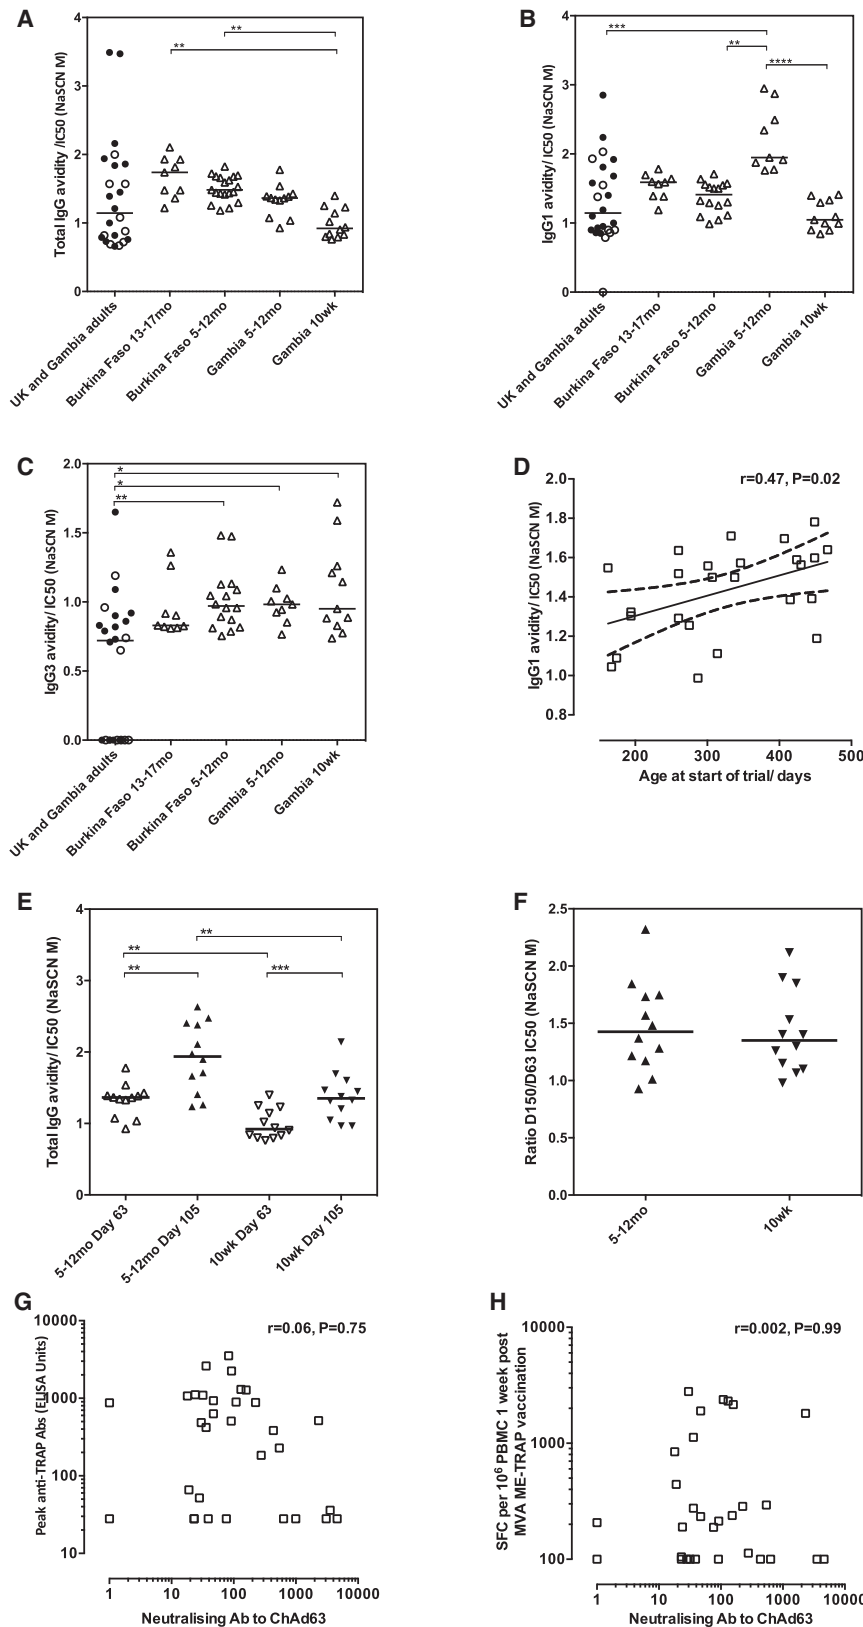 A
Total IgG avidity /IC50 (NaSCN M)
4
3
2
1
0
**
**
UK and Gambia adults
Burkina Faso 13-17mo
Burkina Faso 5-12mo
Gambia 5-12mo
Gambia 10wk
B
IgG1 avidity/ IC50 (NaSCN M)
4
3
2
1
0
***
**
****
UK and Gambia adults
Burkina Faso 13-17mo
Burkina Faso 5-12mo
Gambia 5-12mo
Gambia 10wk
C
IgG3 avidity/ IC50 (NaSCN M)
2.0
1.5
1.0
0.5
0.0
*
*
**
UK and Gambia adults
Burkina Faso 13-17mo
Burkina Faso 5-12mo
Gambia 5-12mo
Gambia 10wk
D
r=0.47, P=0.02
IgG1 avidity/ IC50 (NaSCN M)
2.0
1.8
1.6
1.4
1.2
1.0
0.8
200 300 400 500
Age at start of trial/ days
E
Total IgG avidity/ IC50 (NaSCN M)
4
3
2
1
0
**
**
**
***
5-12mo Day 63
5-12mo Day 105
10wk Day 63
10wk Day 105
F
Ratio D150/D63 IC50 (NaSCN M)
2.5
2.0
1.5
1.0
0.5
0.0
5-12mo
10wk
G
r=0.06, P=0.75
Peak anti-TRAP Abs (ELISA Units)
10000
1000
100
10
1 10 100 1000 10000
Neutralising Ab to ChAd63
H
r=0.002, P=0.99
SFC per 10⁶ PBMC 1 week post
MVA ME-TRAP vaccination
10000
1000
100
1 10 100 1000 10000
Neutralising Ab to ChAd63